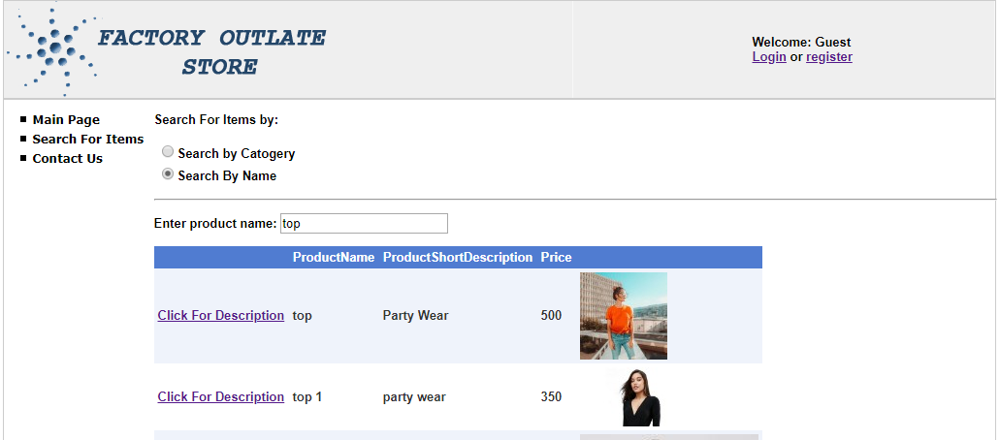 FACTORY OUTLATE
STORE
Welcome: Guest
Login or register
Main Page
Search For Items
Contact Us
Search For Items by:
Search by Catogery
Search By Name
Enter product name: top
ProductName ProductShortDescription Price
Click For Description top Party Wear 500
Click For Description top 1 party wear 350